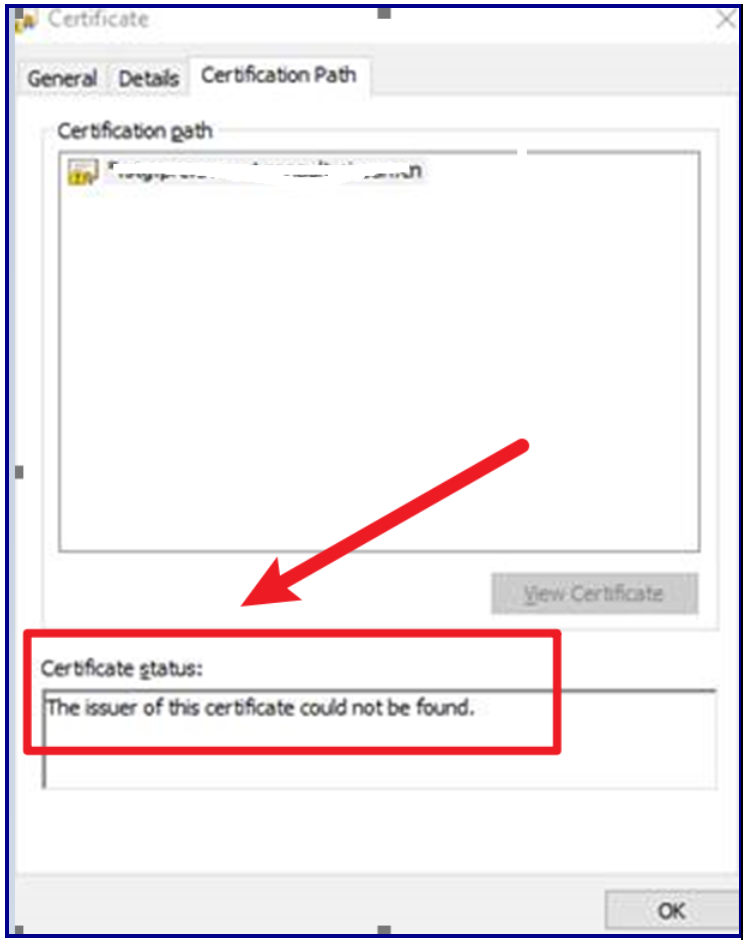 Certificate
General Details Certification Path
Certification path
View Certificate
Certificate status:
The issuer of this certificate could not be found.
OK